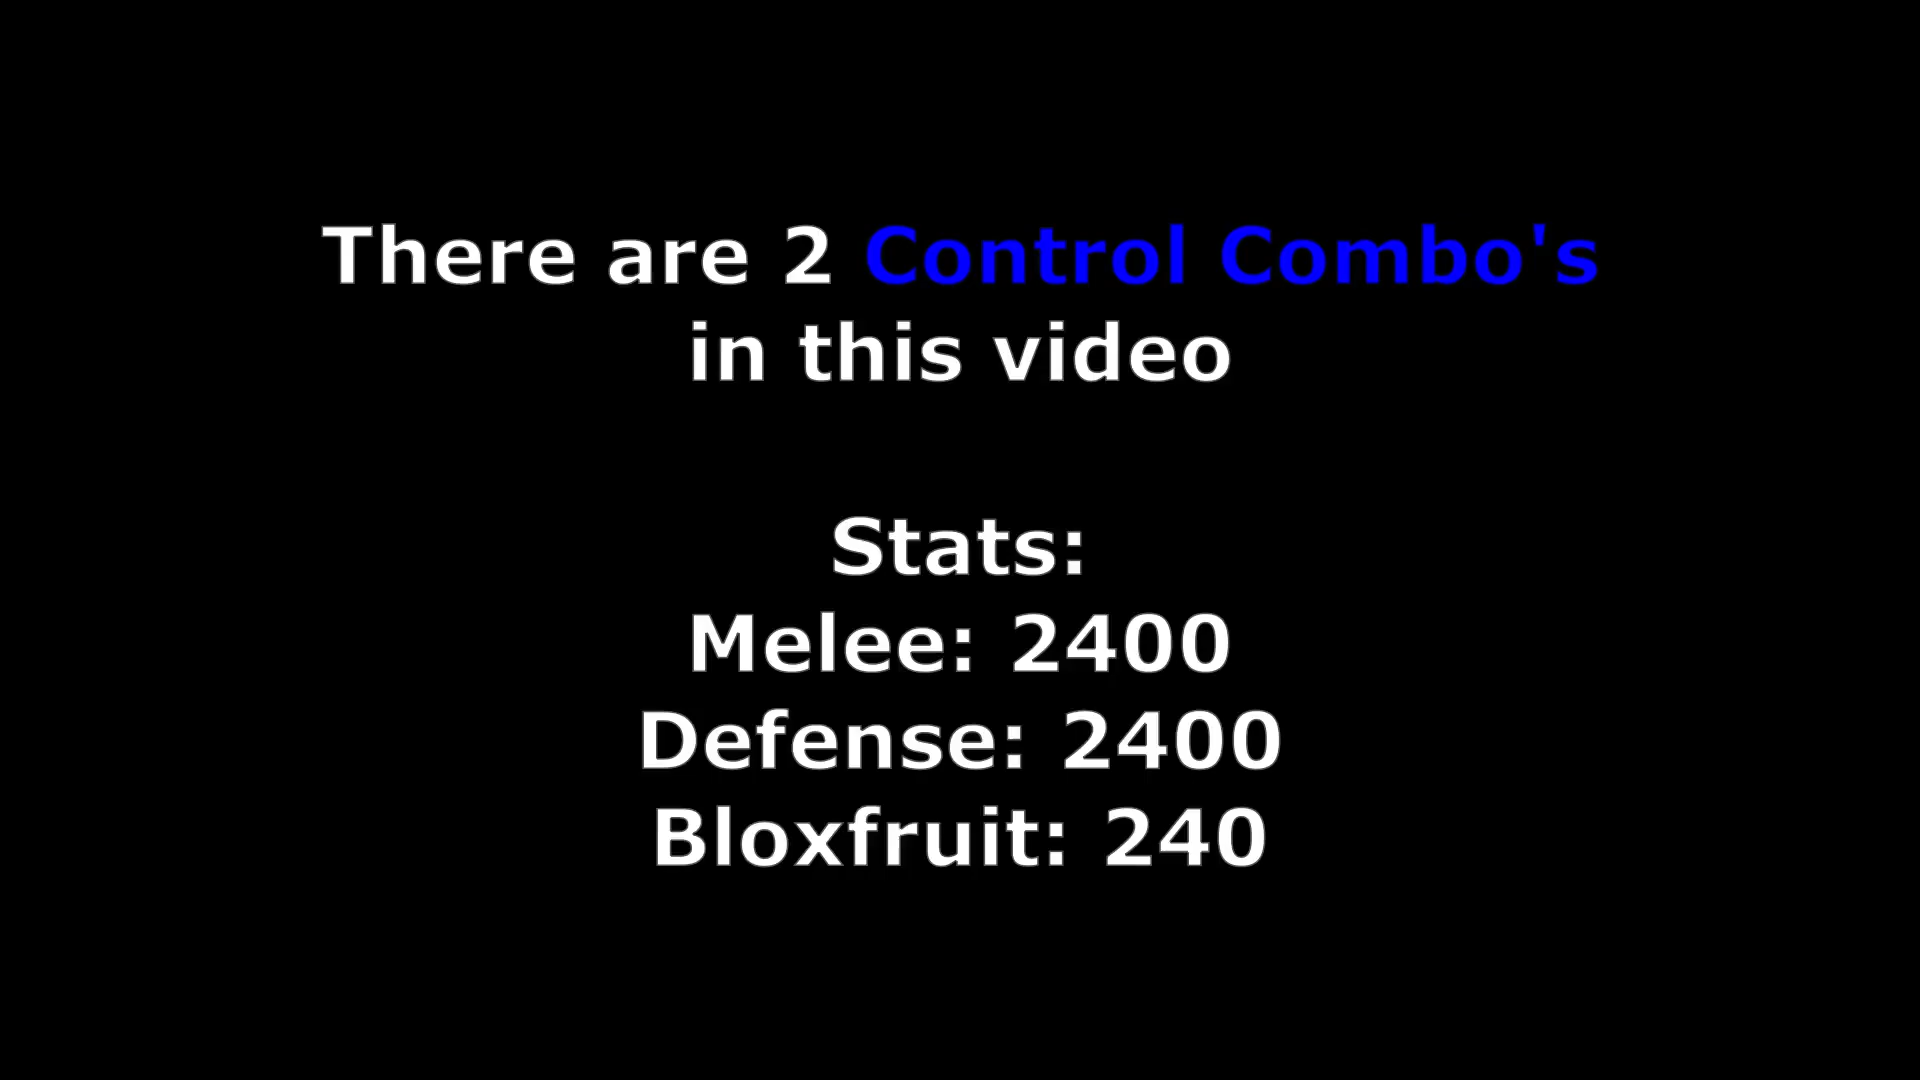 There are 2 Control Combo's
in this video
Stats:
Melee: 2400
Defense: 2400
Bloxfruit: 240